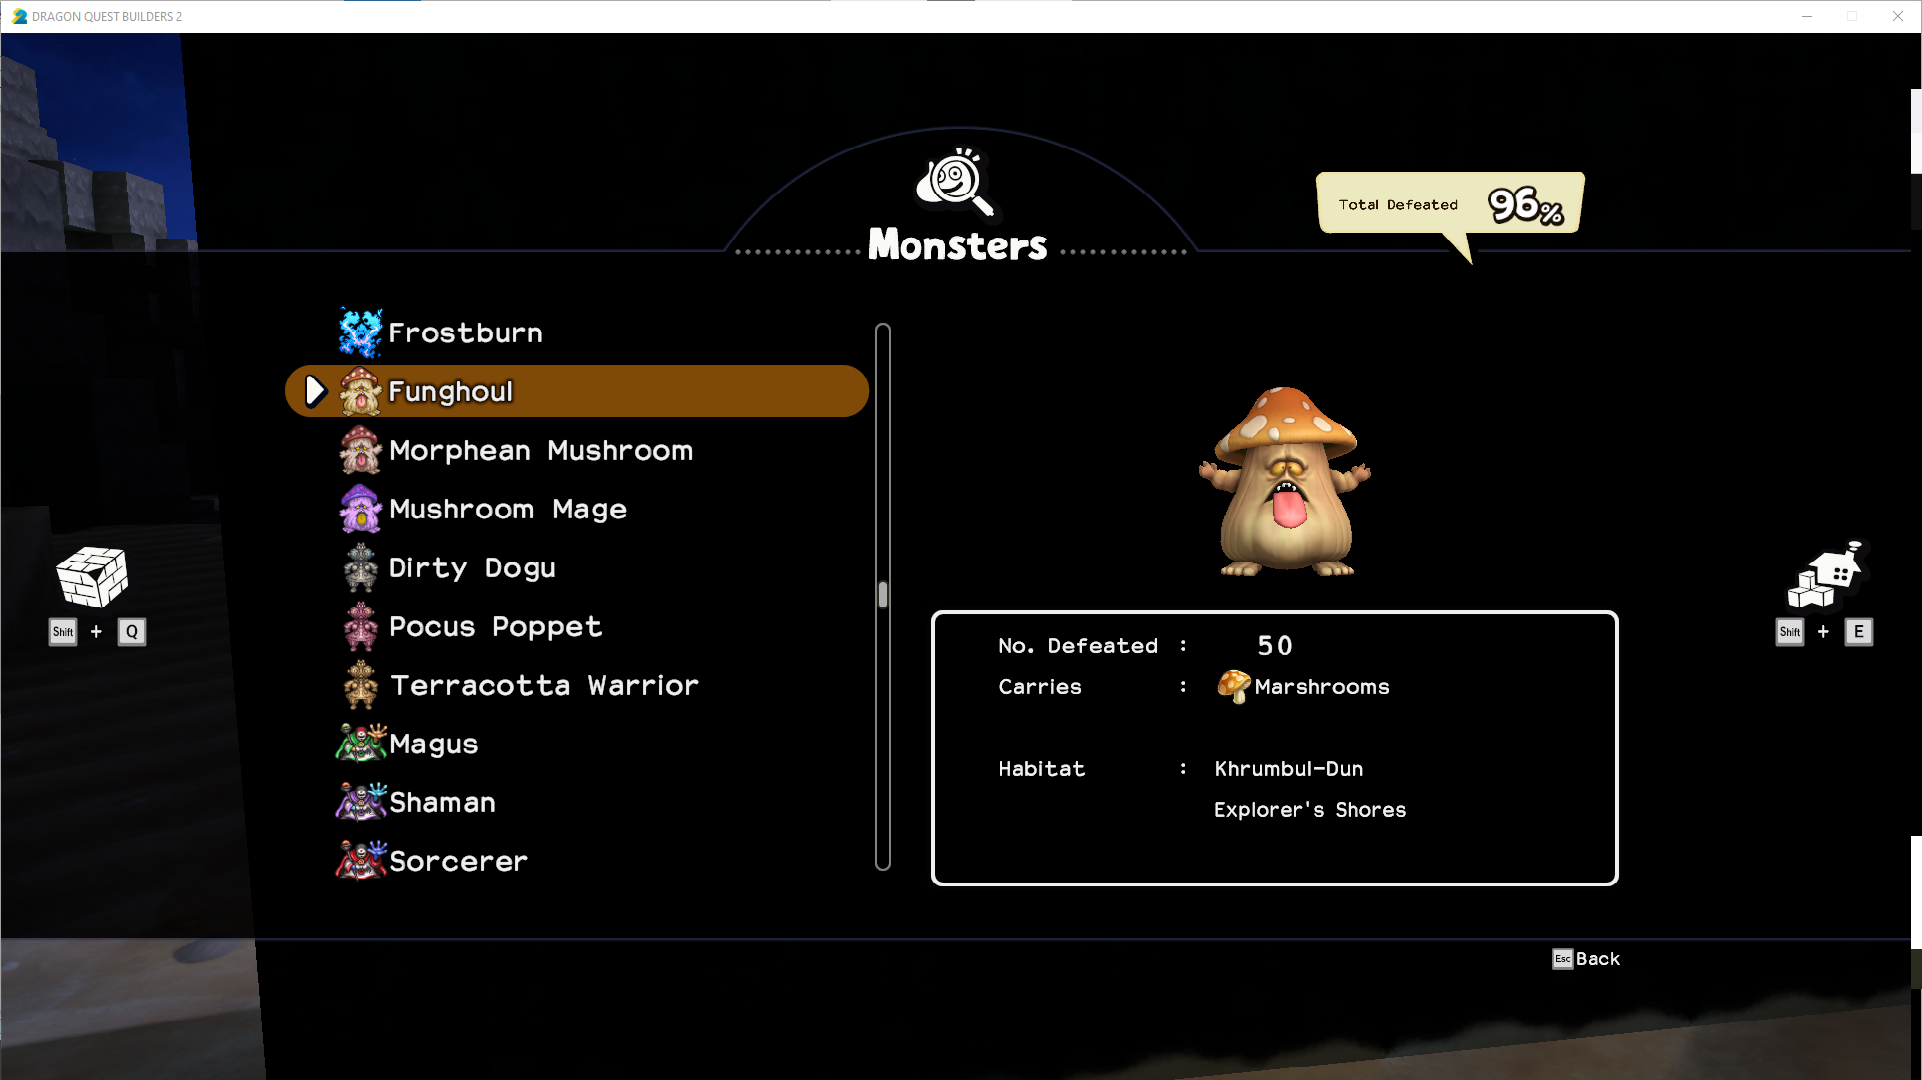 DRAGON QUEST BUILDERS 2
Total Defeated 96%
Monsters
Frostburn
Funghoul
Morphean Mushroom
Mushroom Mage
Dirty Dogu
Pocus Poppet
Terracotta Warrior
Magus
Shaman
Sorcerer
Shift + Q
No. Defeated : 50
Carries : Marshrooms
Habitat : Khrumbul-Dun
Explorer's Shores
Shift + E
Esc Back